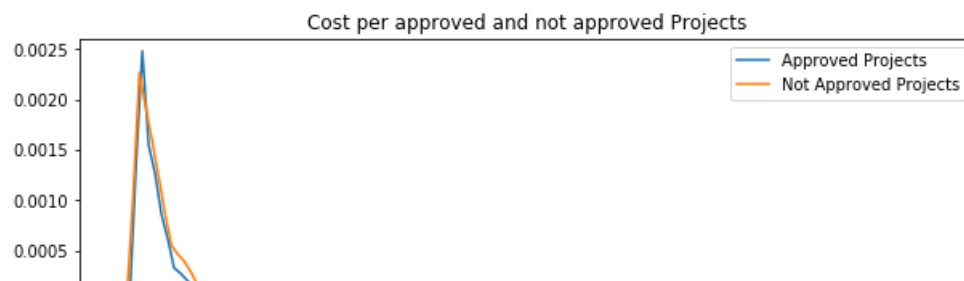 Cost per approved and not approved Projects
0.0025
0.0020
0.0015
0.0010
0.0005
Approved Projects
Not Approved Projects